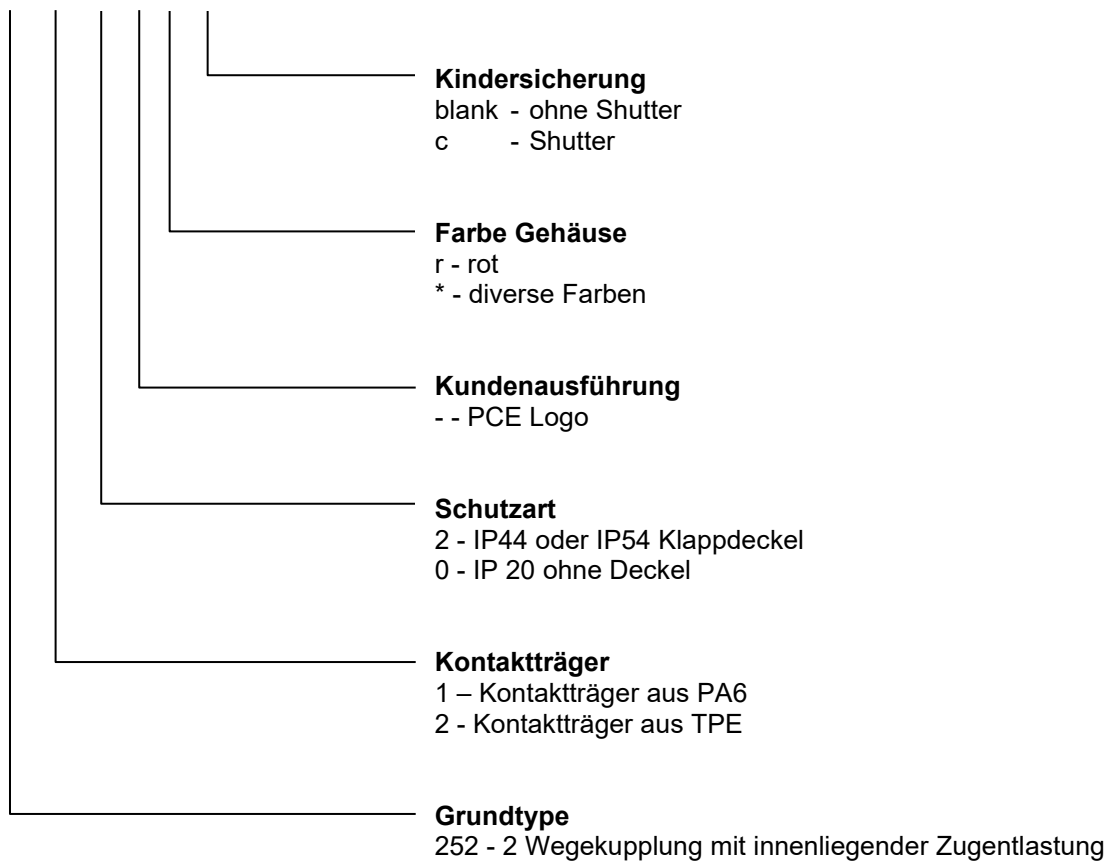 Kindersicherung
blank - ohne Shutter
c - Shutter
Farbe Gehäuse
r - rot
* - diverse Farben
Kundenausführung
- - PCE Logo
Schutzart
2 - IP44 oder IP54 Klappdeckel
0 - IP 20 ohne Deckel
Kontaktträger
1 – Kontaktträger aus PA6
2 - Kontaktträger aus TPE
Grundtype
252 - 2 Wegekupplung mit innenliegender Zugentlastung